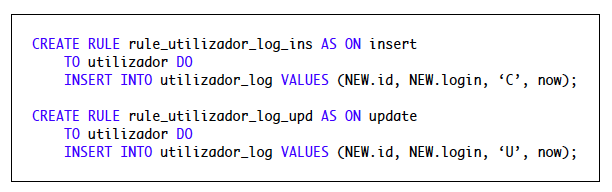 CREATE RULE rule_utilizador_log_ins AS ON insert
TO utilizador DO
INSERT INTO utilizador_log VALUES (NEW.id, NEW.login, ‘C’, now);
CREATE RULE rule_utilizador_log_upd AS ON update
TO utilizador DO
INSERT INTO utilizador_log VALUES (NEW.id, NEW.login, ‘U’, now);